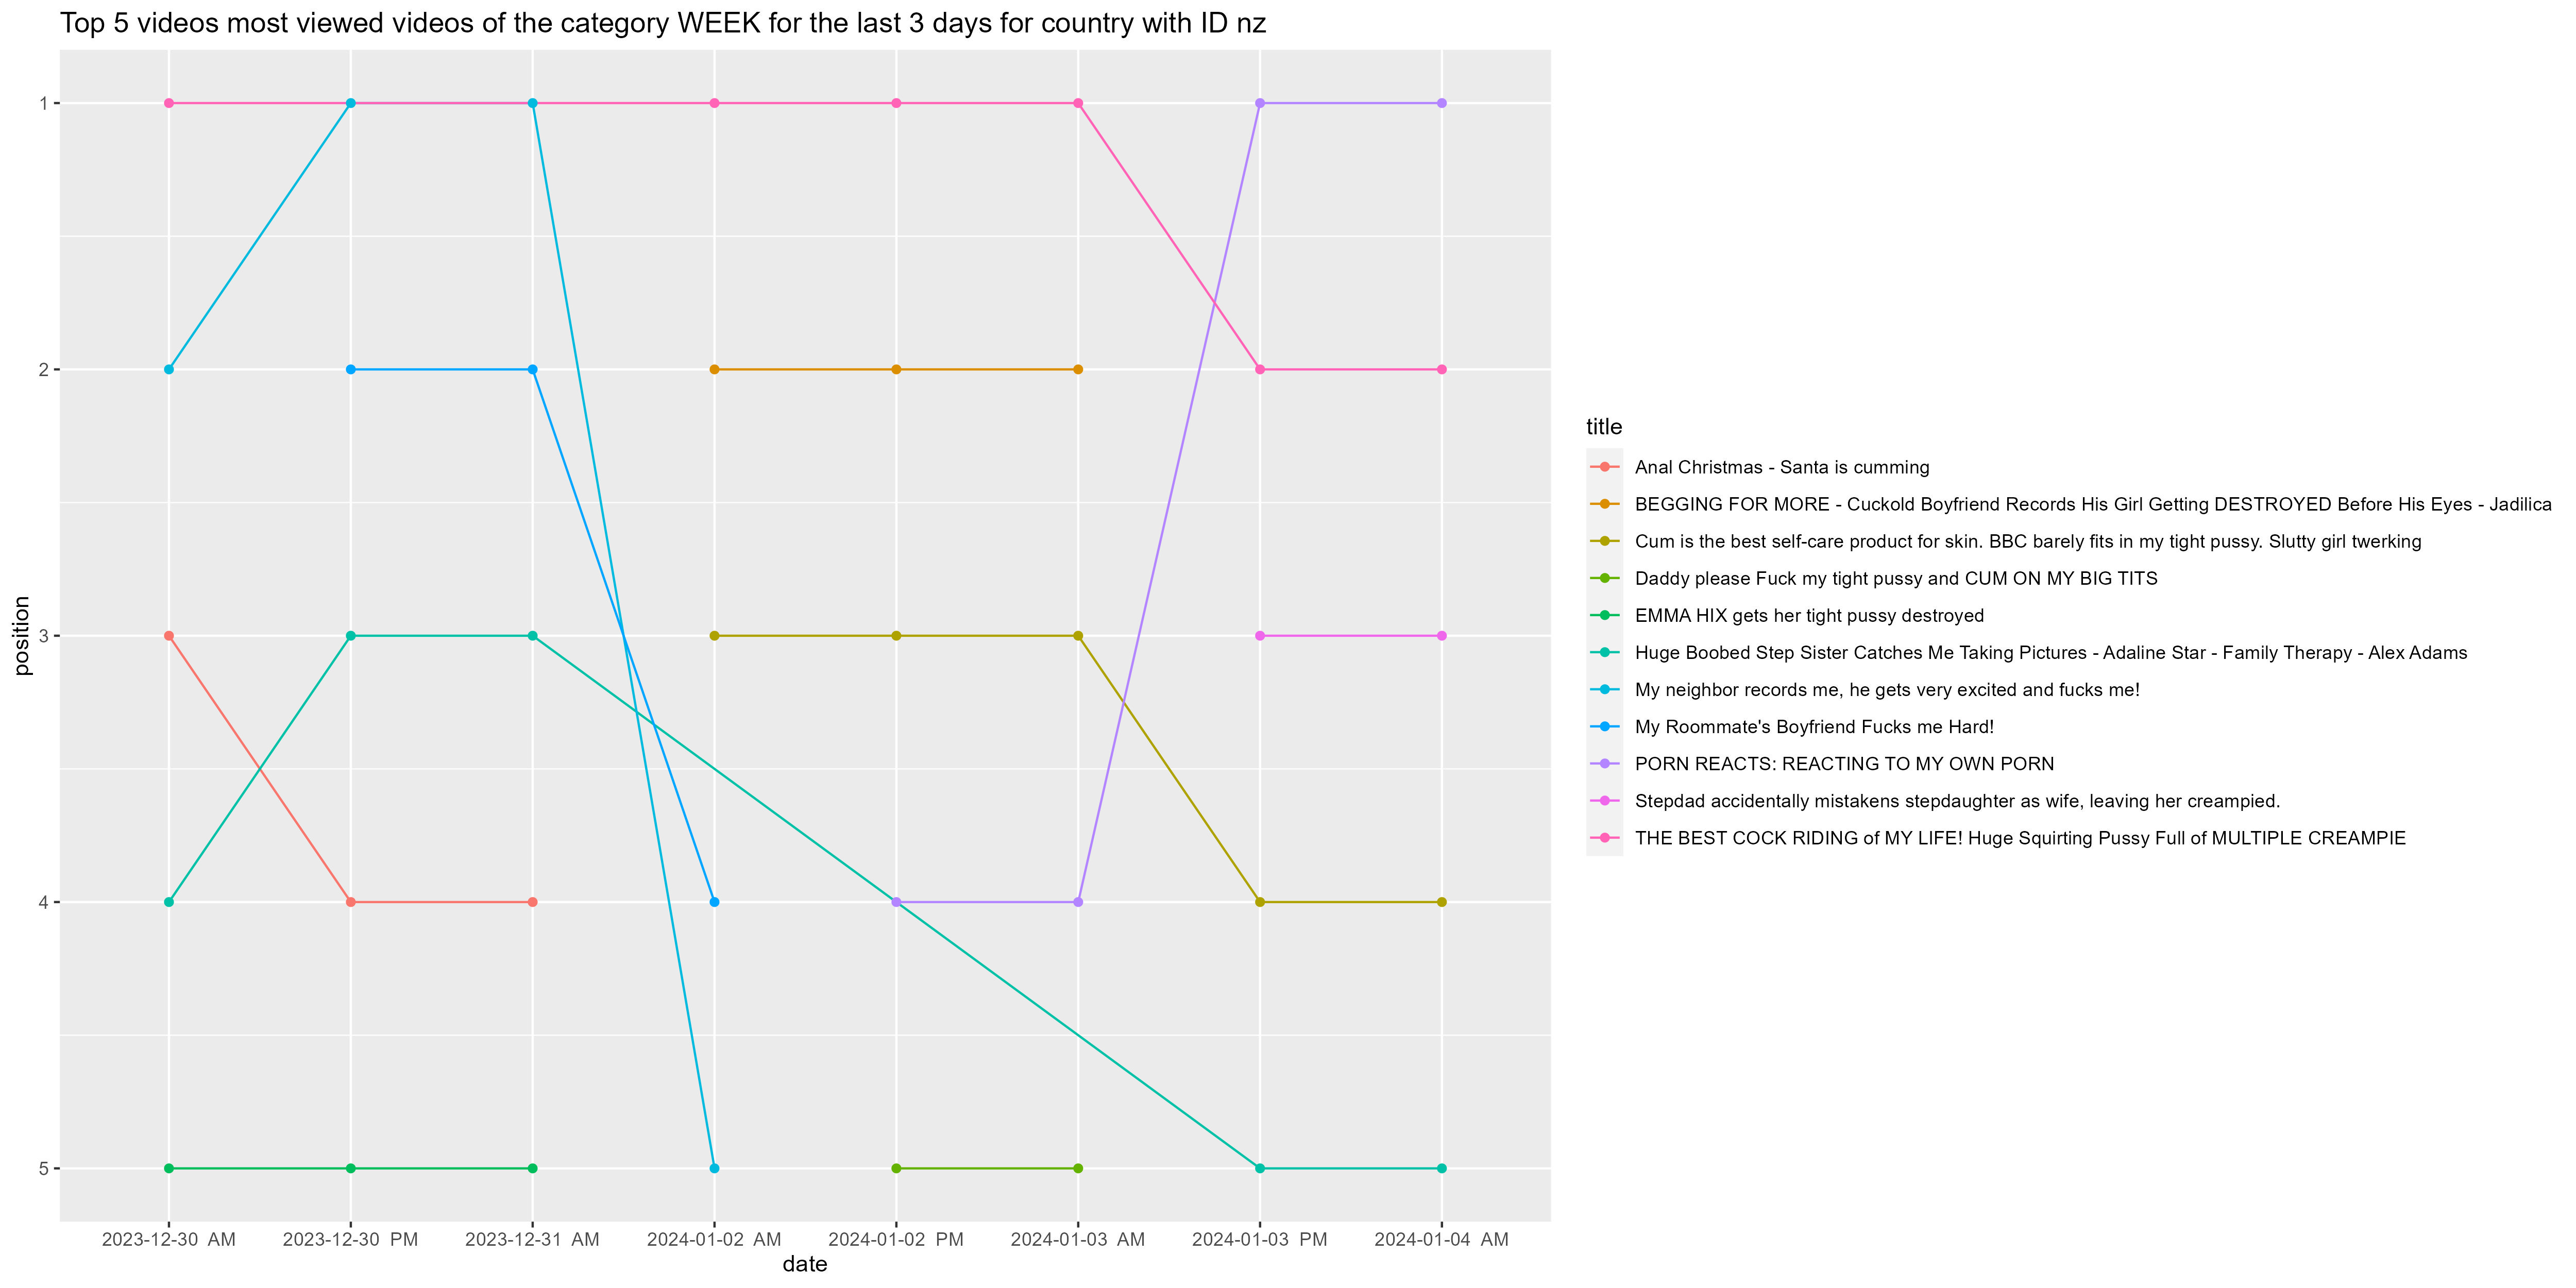 Top 5 videos most viewed videos of the category WEEK for the last 3 days for country with ID nz
1
2
3
4
5
position
2023-12-30 AM
2023-12-30 PM
2023-12-31 AM
2024-01-02 AM
2024-01-02 PM
2024-01-03 AM
2024-01-03 PM
2024-01-04 AM
date
title
Anal Christmas - Santa is cumming
BEGGING FOR MORE - Cuckold Boyfriend Records His Girl Getting DESTROYED Before His Eyes - Jadilica
Cum is the best self-care product for skin. BBC barely fits in my tight pussy. Slutty girl twerking
Daddy please Fuck my tight pussy and CUM ON MY BIG TITS
EMMA HIX gets her tight pussy destroyed
Huge Boobed Step Sister Catches Me Taking Pictures - Adaline Star - Family Therapy - Alex Adams
My neighbor records me, he gets very excited and fucks me!
My Roommate's Boyfriend Fucks me Hard!
PORN REACTS: REACTING TO MY OWN PORN
Stepdad accidentally mistakens stepdaughter as wife, leaving her creampied.
THE BEST COCK RIDING of MY LIFE! Huge Squirting Pussy Full of MULTIPLE CREAMPIE